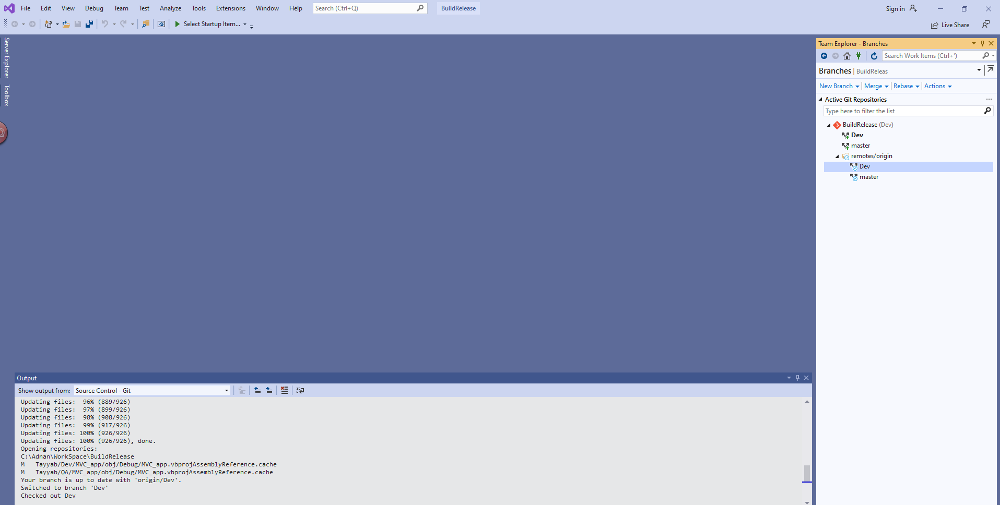 File Edit View Debug Team Test Analyze Tools Extensions Window Help Search (Ctrl+Q) BuildRelease Sign in
Select Startup Item... Live Share
Server Explorer
Toolbox
Team Explorer - Branches
Search Work Items (Ctrl+')
Branches | BuildReleas
New Branch Merge Rebase Actions
Active Git Repositories
Type here to filter the list
BuildRelease (Dev)
Dev
master
remotes/origin
Dev
master
Output
Show output from: Source Control - Git
Updating files:  96% (889/926)
Updating files:  97% (899/926)
Updating files:  98% (908/926)
Updating files:  99% (917/926)
Updating files: 100% (926/926)
Updating files: 100% (926/926), done.
Opening repositories:
C:\Adnan\WorkSpace\BuildRelease
M   Tayyab/Dev/MVC_app/obj/Debug/MVC_app.vbprojAssemblyReference.cache
M   Tayyab/QA/MVC_app/obj/Debug/MVC_app.vbprojAssemblyReference.cache
Your branch is up to date with 'origin/Dev'.
Switched to branch 'Dev'
Checked out Dev